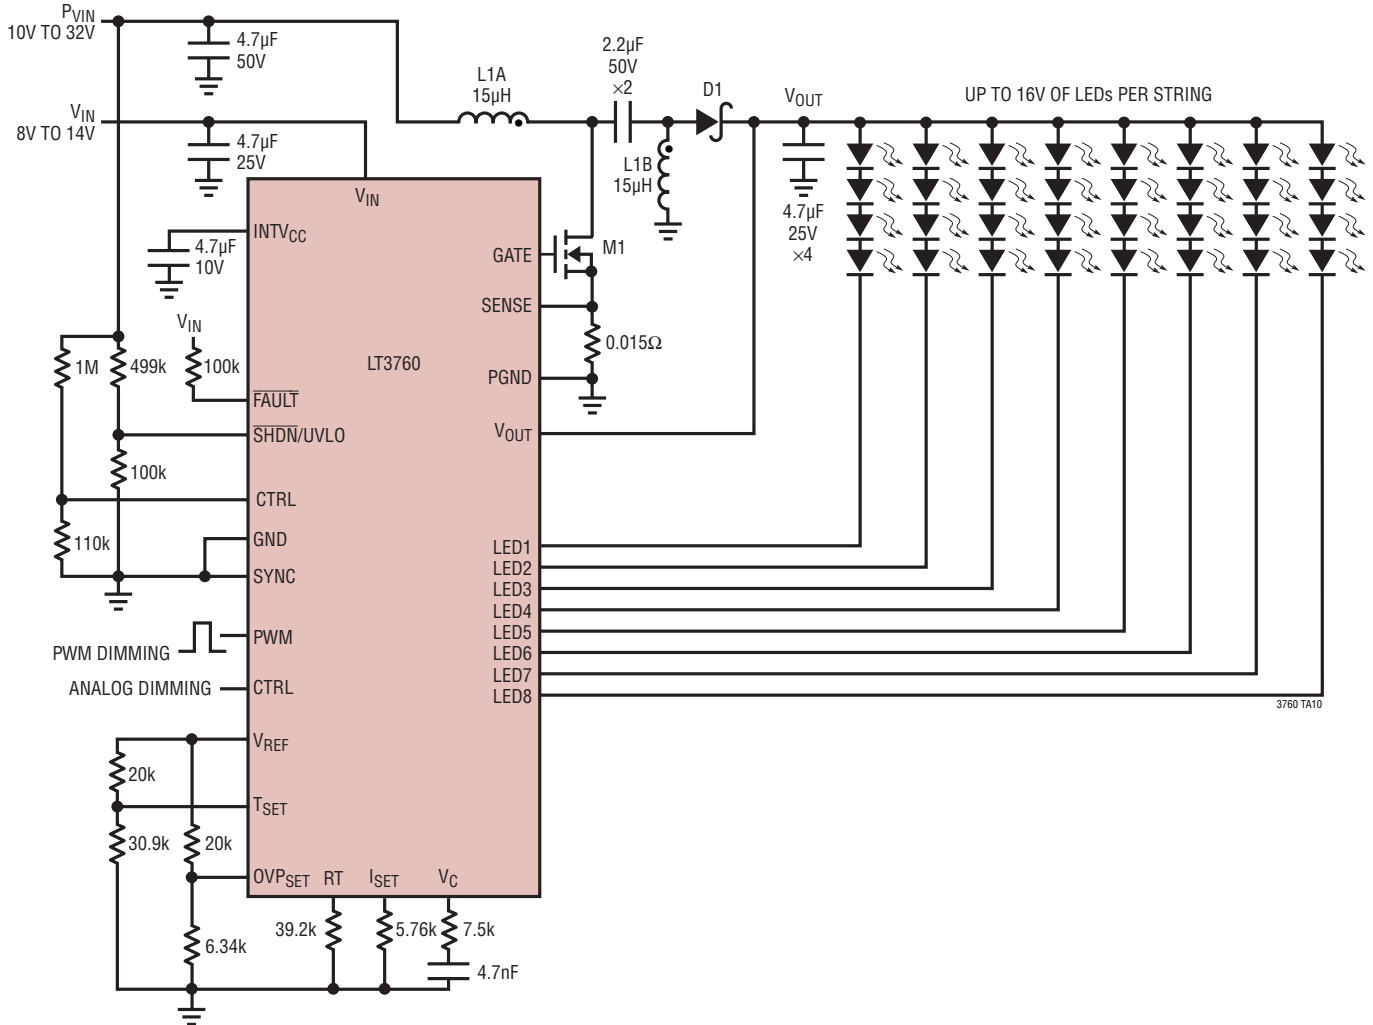 PVIN
10V TO 32V
4.7µF
50V
VIN
8V TO 14V
4.7µF
25V
L1A
15µH
2.2µF
50V
×2
D1
VOUT
UP TO 16V OF LEDs PER STRING
L1B
15µH
4.7µF
25V
×4
VIN
INTVCC
4.7µF
10V
GATE
M1
SENSE
0.015Ω
PGND
VOUT
LT3760
VIN
1M
499k
100k
FAULT
SHDN/UVLO
100k
CTRL
110k
GND
SYNC
PWM DIMMING
PWM
ANALOG DIMMING
CTRL
LED1
LED2
LED3
LED4
LED5
LED6
LED7
LED8
3760 TA10
VREF
20k
TSET
30.9k
20k
OVPSET
RT
ISET
VC
6.34k
39.2k
5.76k
7.5k
4.7nF